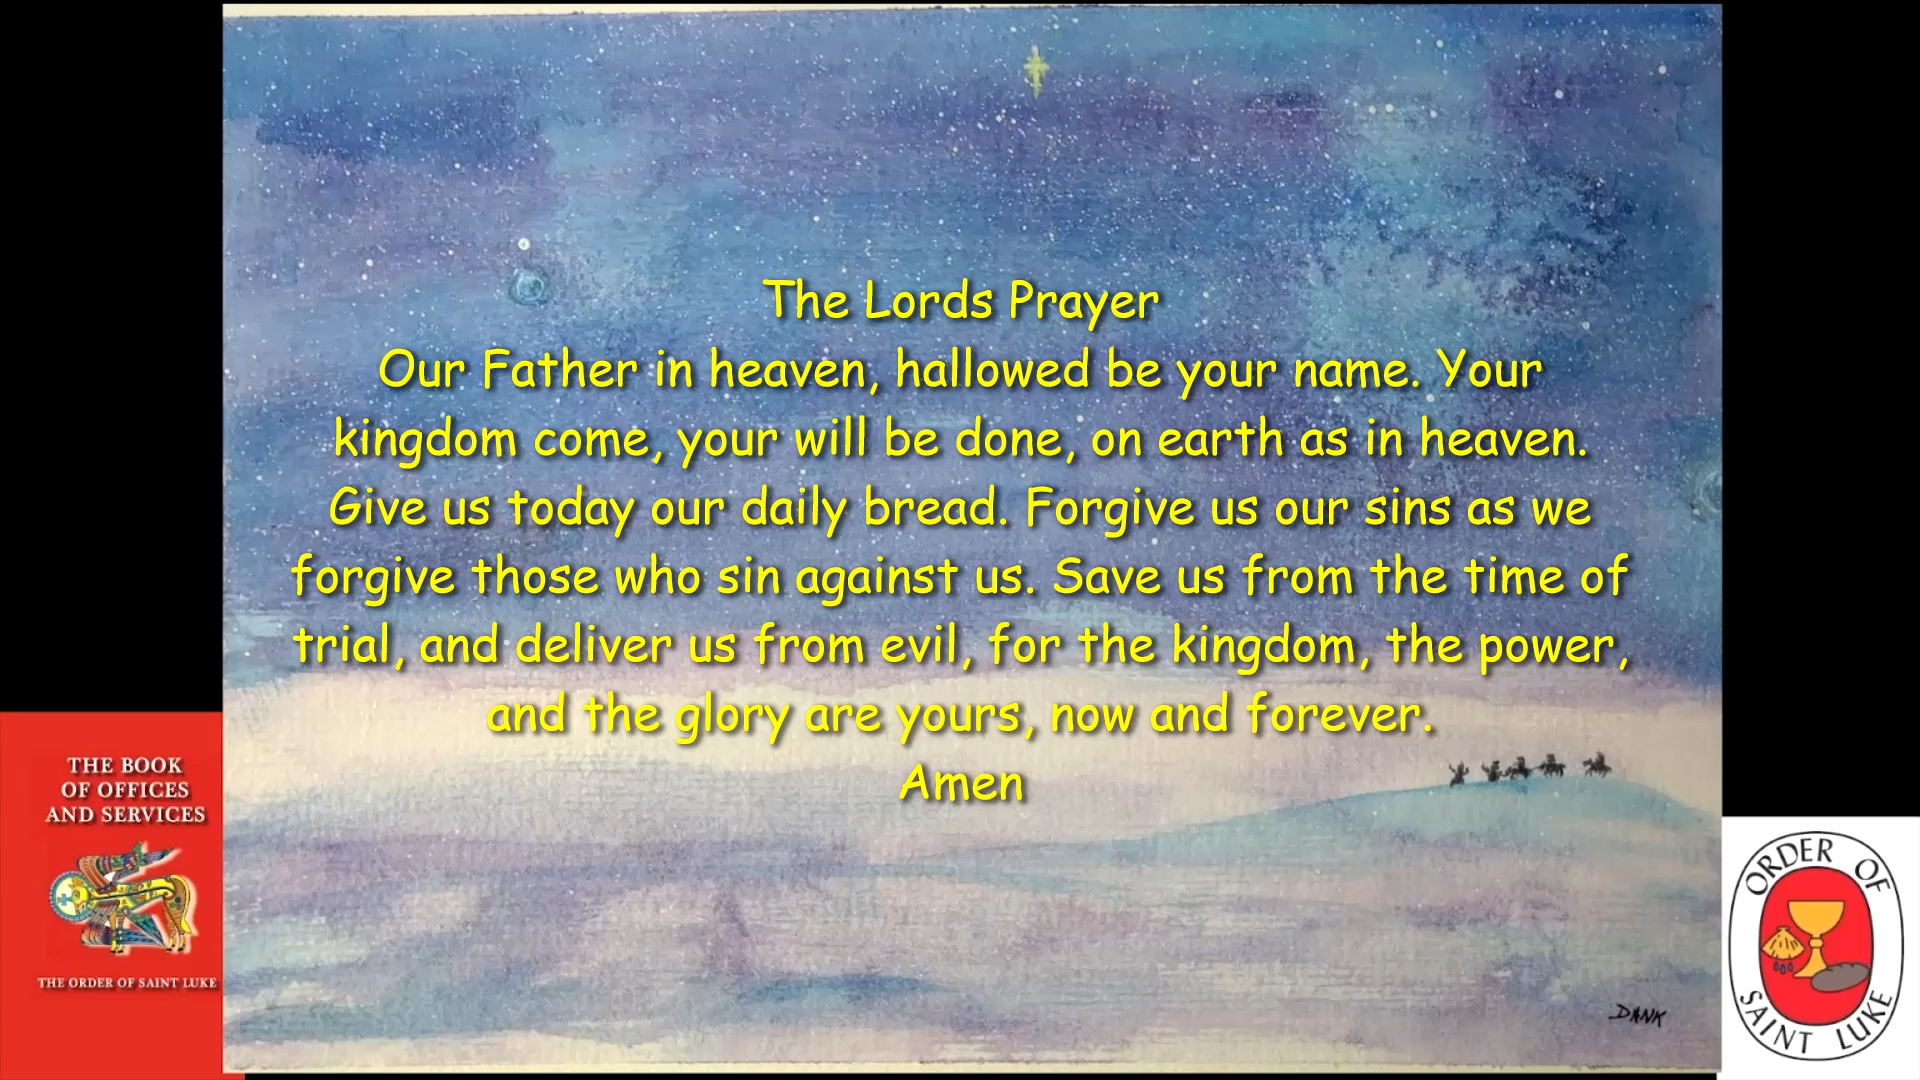 The Lords Prayer
Our Father in heaven, hallowed be your name. Your
kingdom come, your will be done, on earth as in heaven.
Give us today our daily bread. Forgive us our sins as we
forgive those who sin against us. Save us from the time of
trial, and deliver us from evil, for the kingdom, the power,
and the glory are yours, now and forever.
Amen
THE BOOK
OF OFFICES
AND SERVICES
THE ORDER OF SAINT LUKE
DANK
ORDER OF
SAINT LUKE